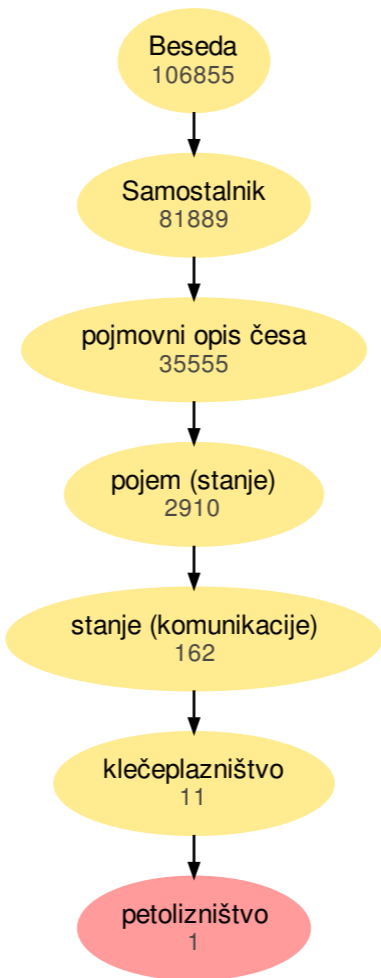 Beseda
106855
Samostalnik
81889
pojmovni opis česa
35555
pojem (stanje)
2910
stanje (komunikacije)
162
klečeplazništvo
11
petolizništvo
1